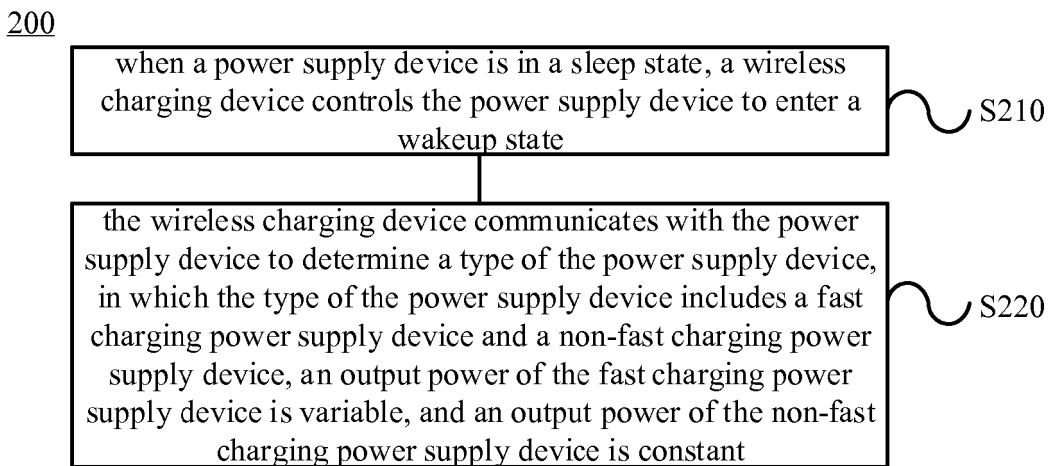 200
when a power supply device is in a sleep state, a wireless
charging device controls the power supply device to enter a
wakeup state
S210
the wireless charging device communicates with the power
supply device to determine a type of the power supply device,
in which the type of the power supply device includes a fast
charging power supply device and a non-fast charging power
supply device, an output power of the fast charging power
supply device is variable, and an output power of the non-fast
charging power supply device is constant
S220